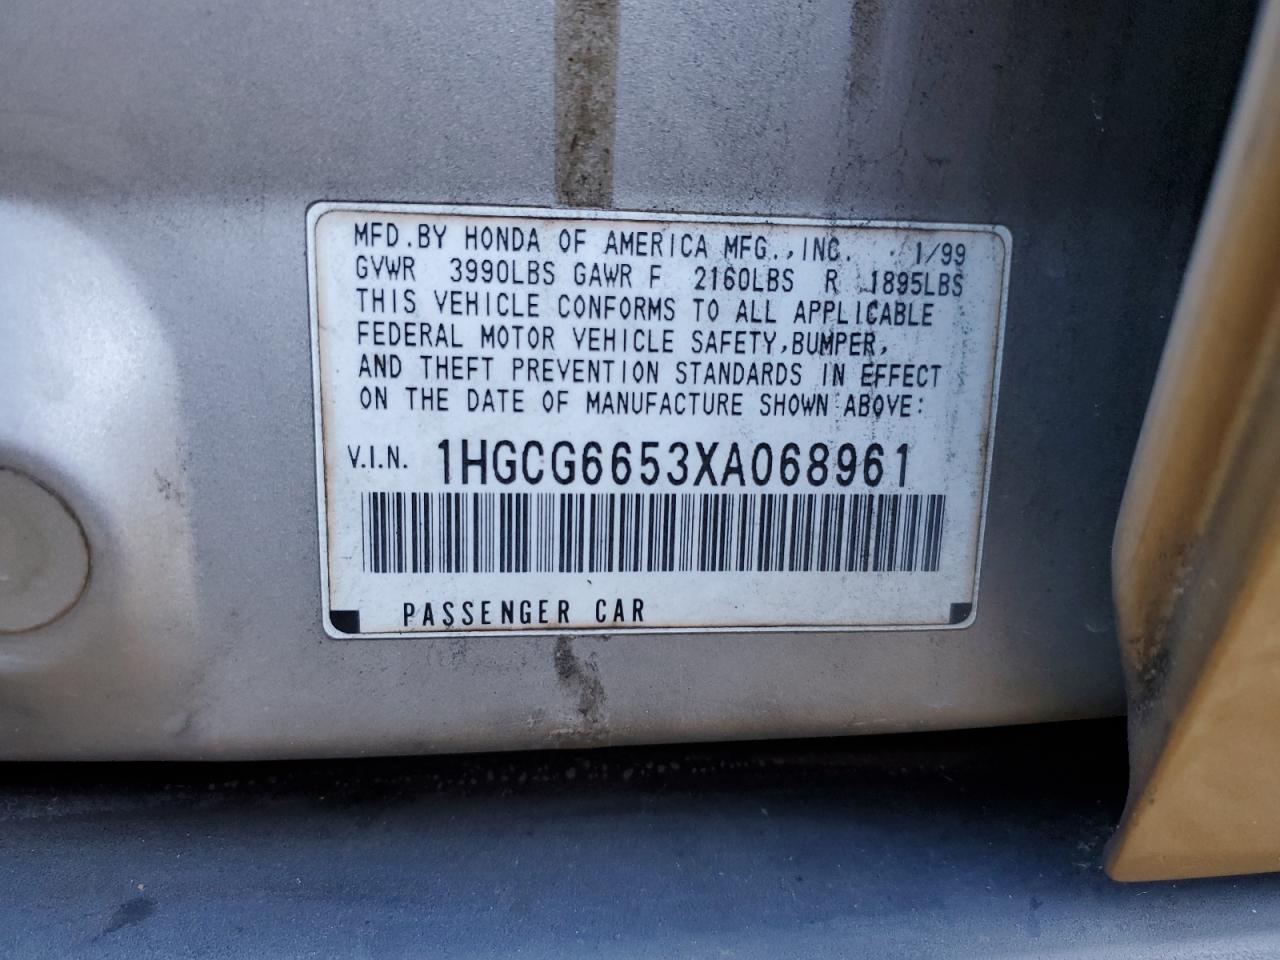 MFD.BY HONDA OF AMERICA MFG.,INC. 1/99
GVWR 3990LBS GAWR F 2160LBS R 1895LBS
THIS VEHICLE CONFORMS TO ALL APPLICABLE
FEDERAL MOTOR VEHICLE SAFETY,BUMPER,
AND THEFT PREVENTION STANDARDS IN EFFECT
ON THE DATE OF MANUFACTURE SHOWN ABOVE:
V.I.N. 1HGCG6653XA068961
PASSENGER CAR